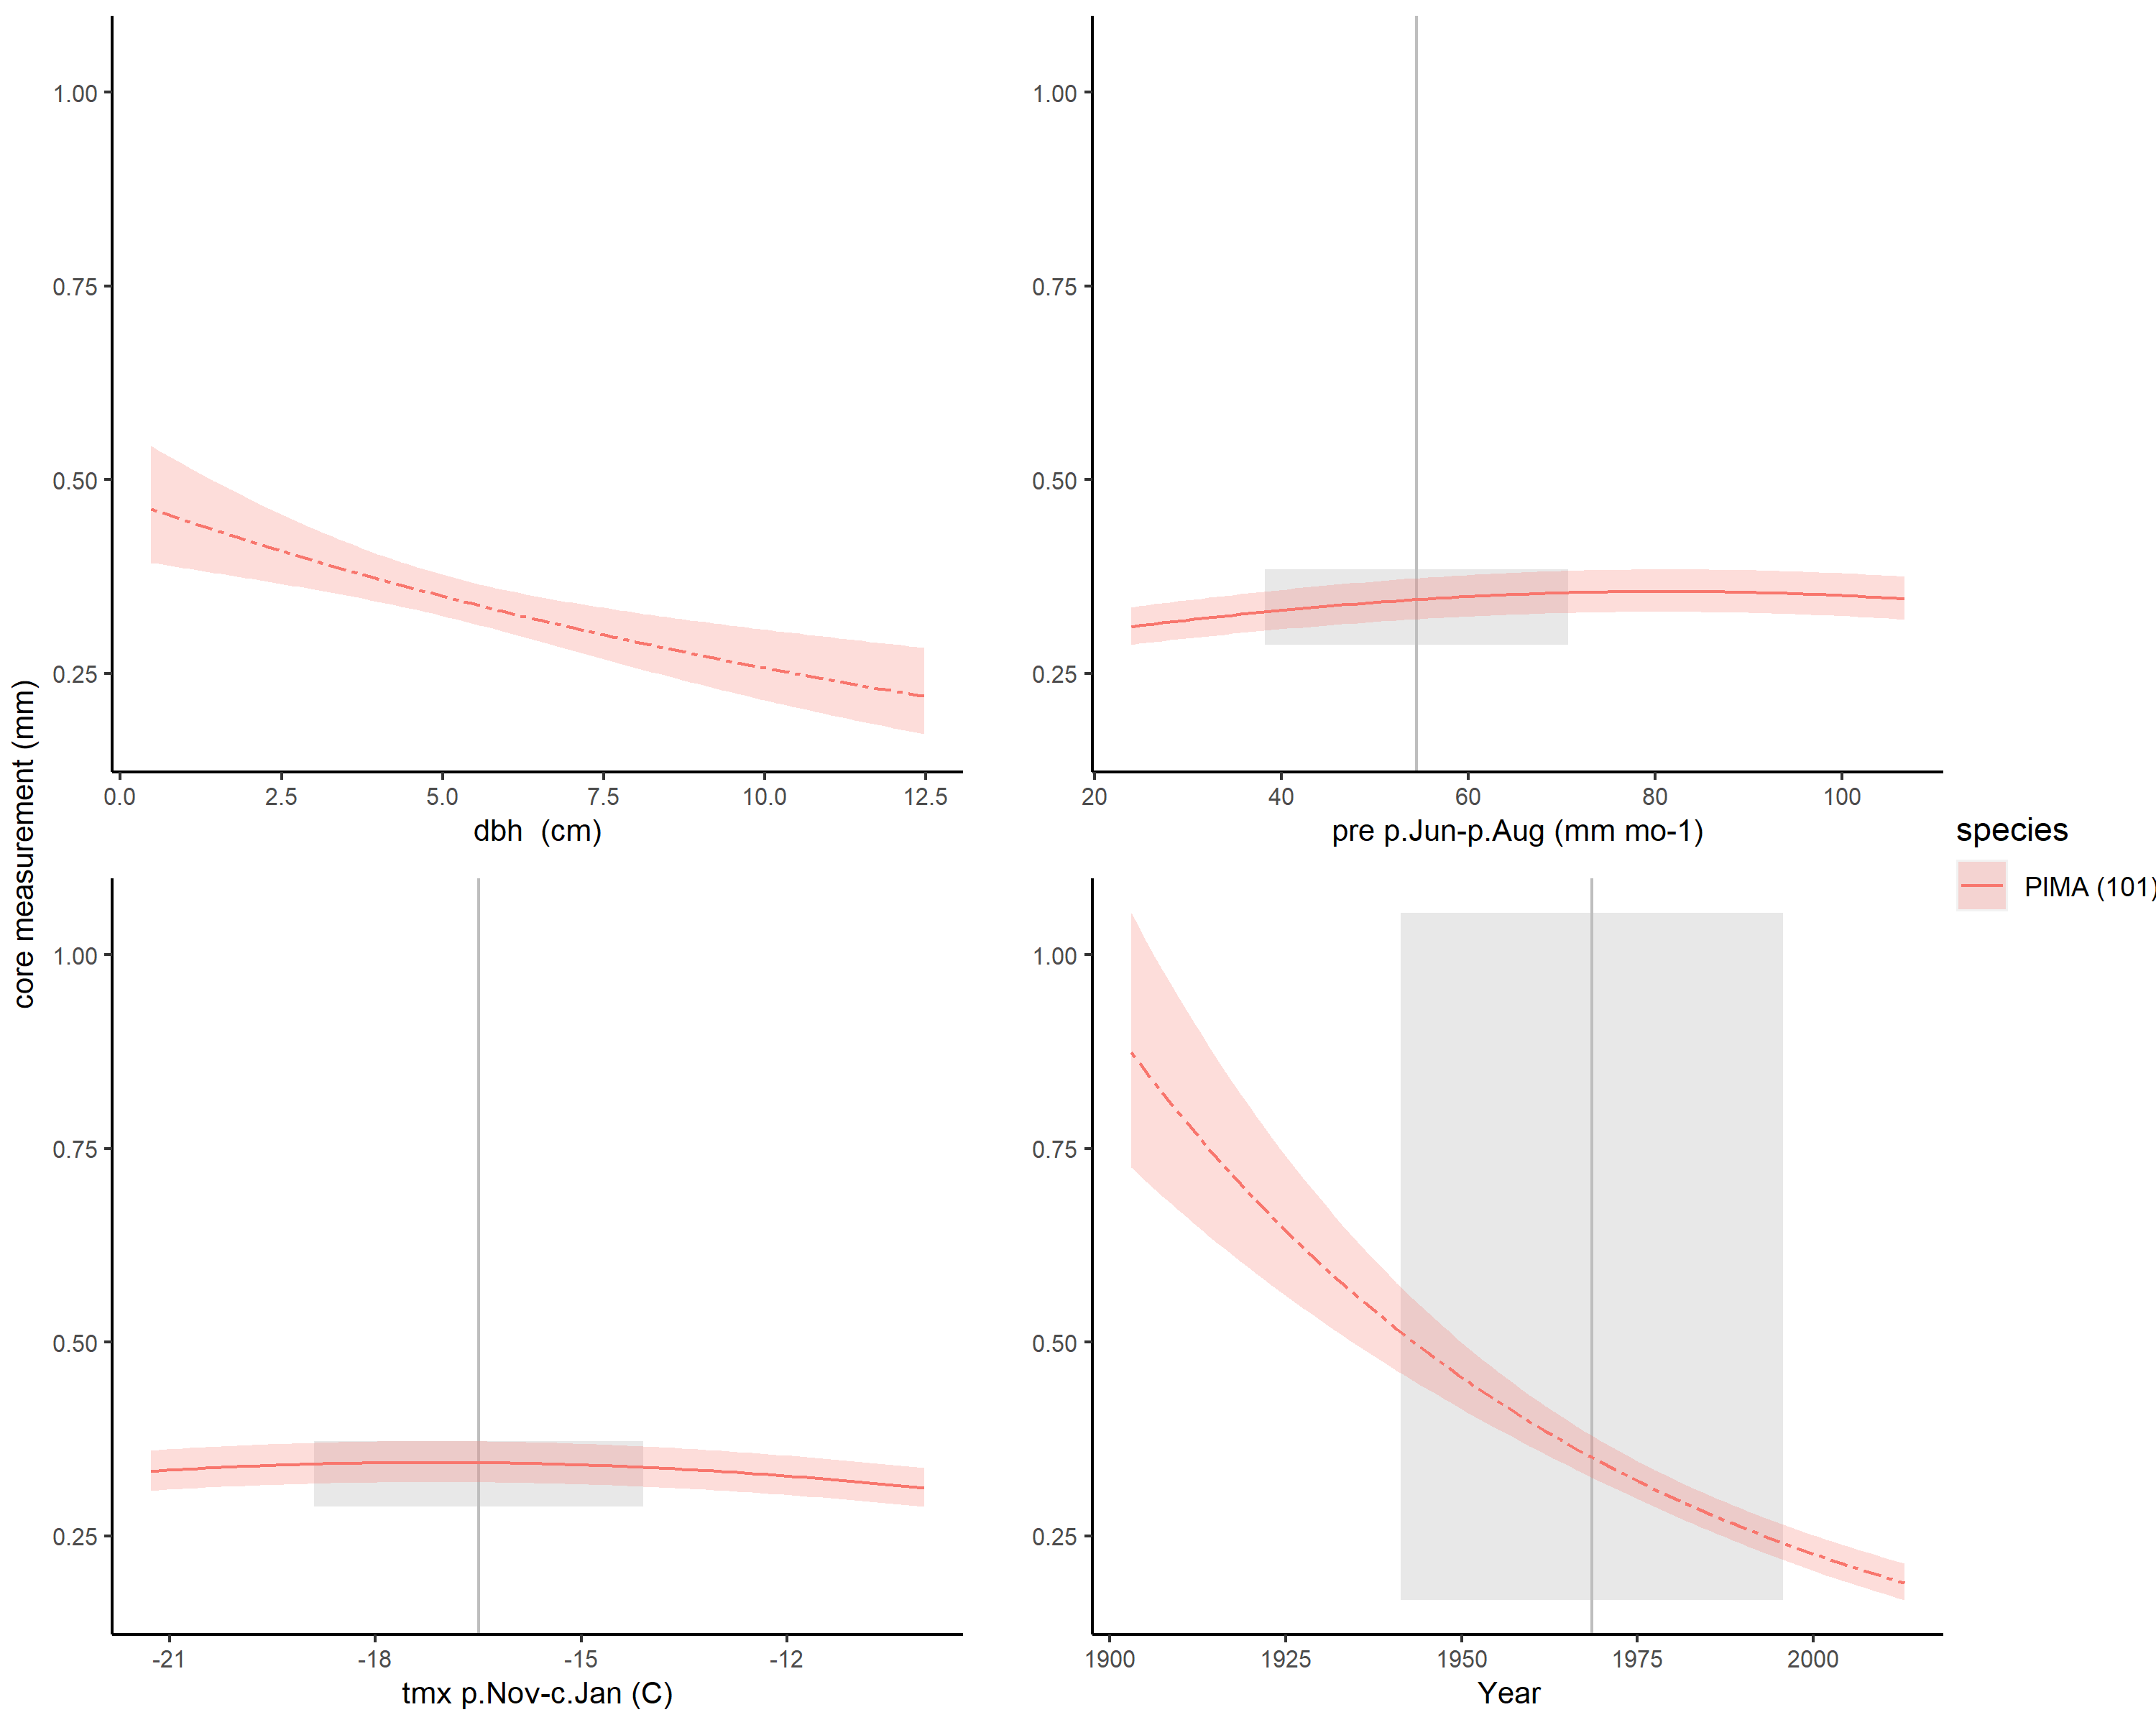 core measurement (mm)
1.00
0.75
0.50
0.25
0.0 2.5 5.0 7.5 10.0 12.5
dbh  (cm)
1.00
0.75
0.50
0.25
20 40 60 80 100
pre p.Jun-p.Aug (mm mo-1)
1.00
0.75
0.50
0.25
-21 -18 -15 -12
tmx p.Nov-c.Jan (C)
1.00
0.75
0.50
0.25
1900 1925 1950 1975 2000
Year
species
PIMA (101)